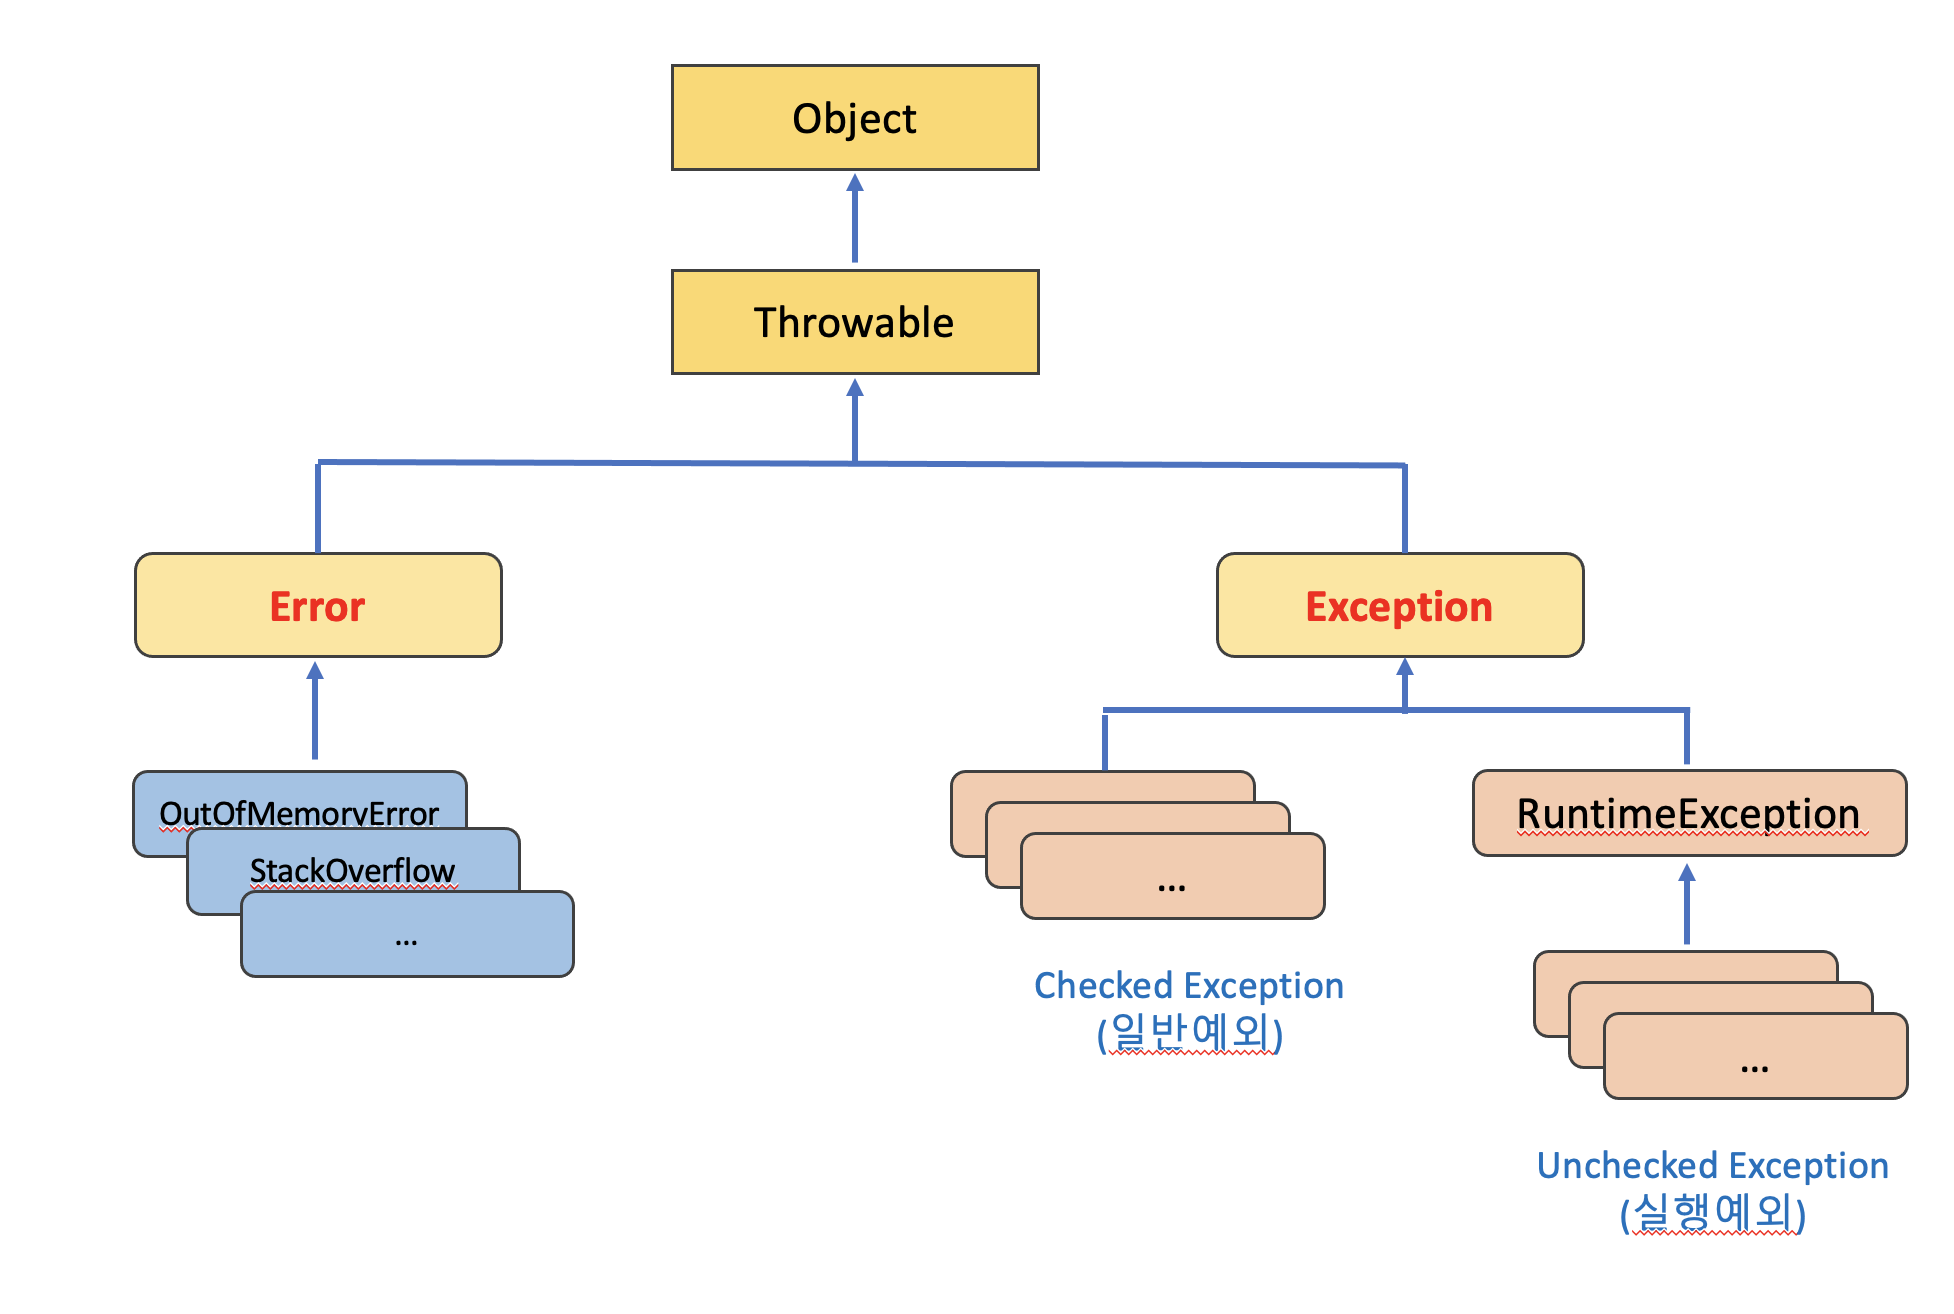 Object
Throwable
Error
Exception
OutOfMemoryError
StackOverflow
...
...
Checked Exception
(일반예외)
RuntimeException
...
Unchecked Exception
(실행예외)